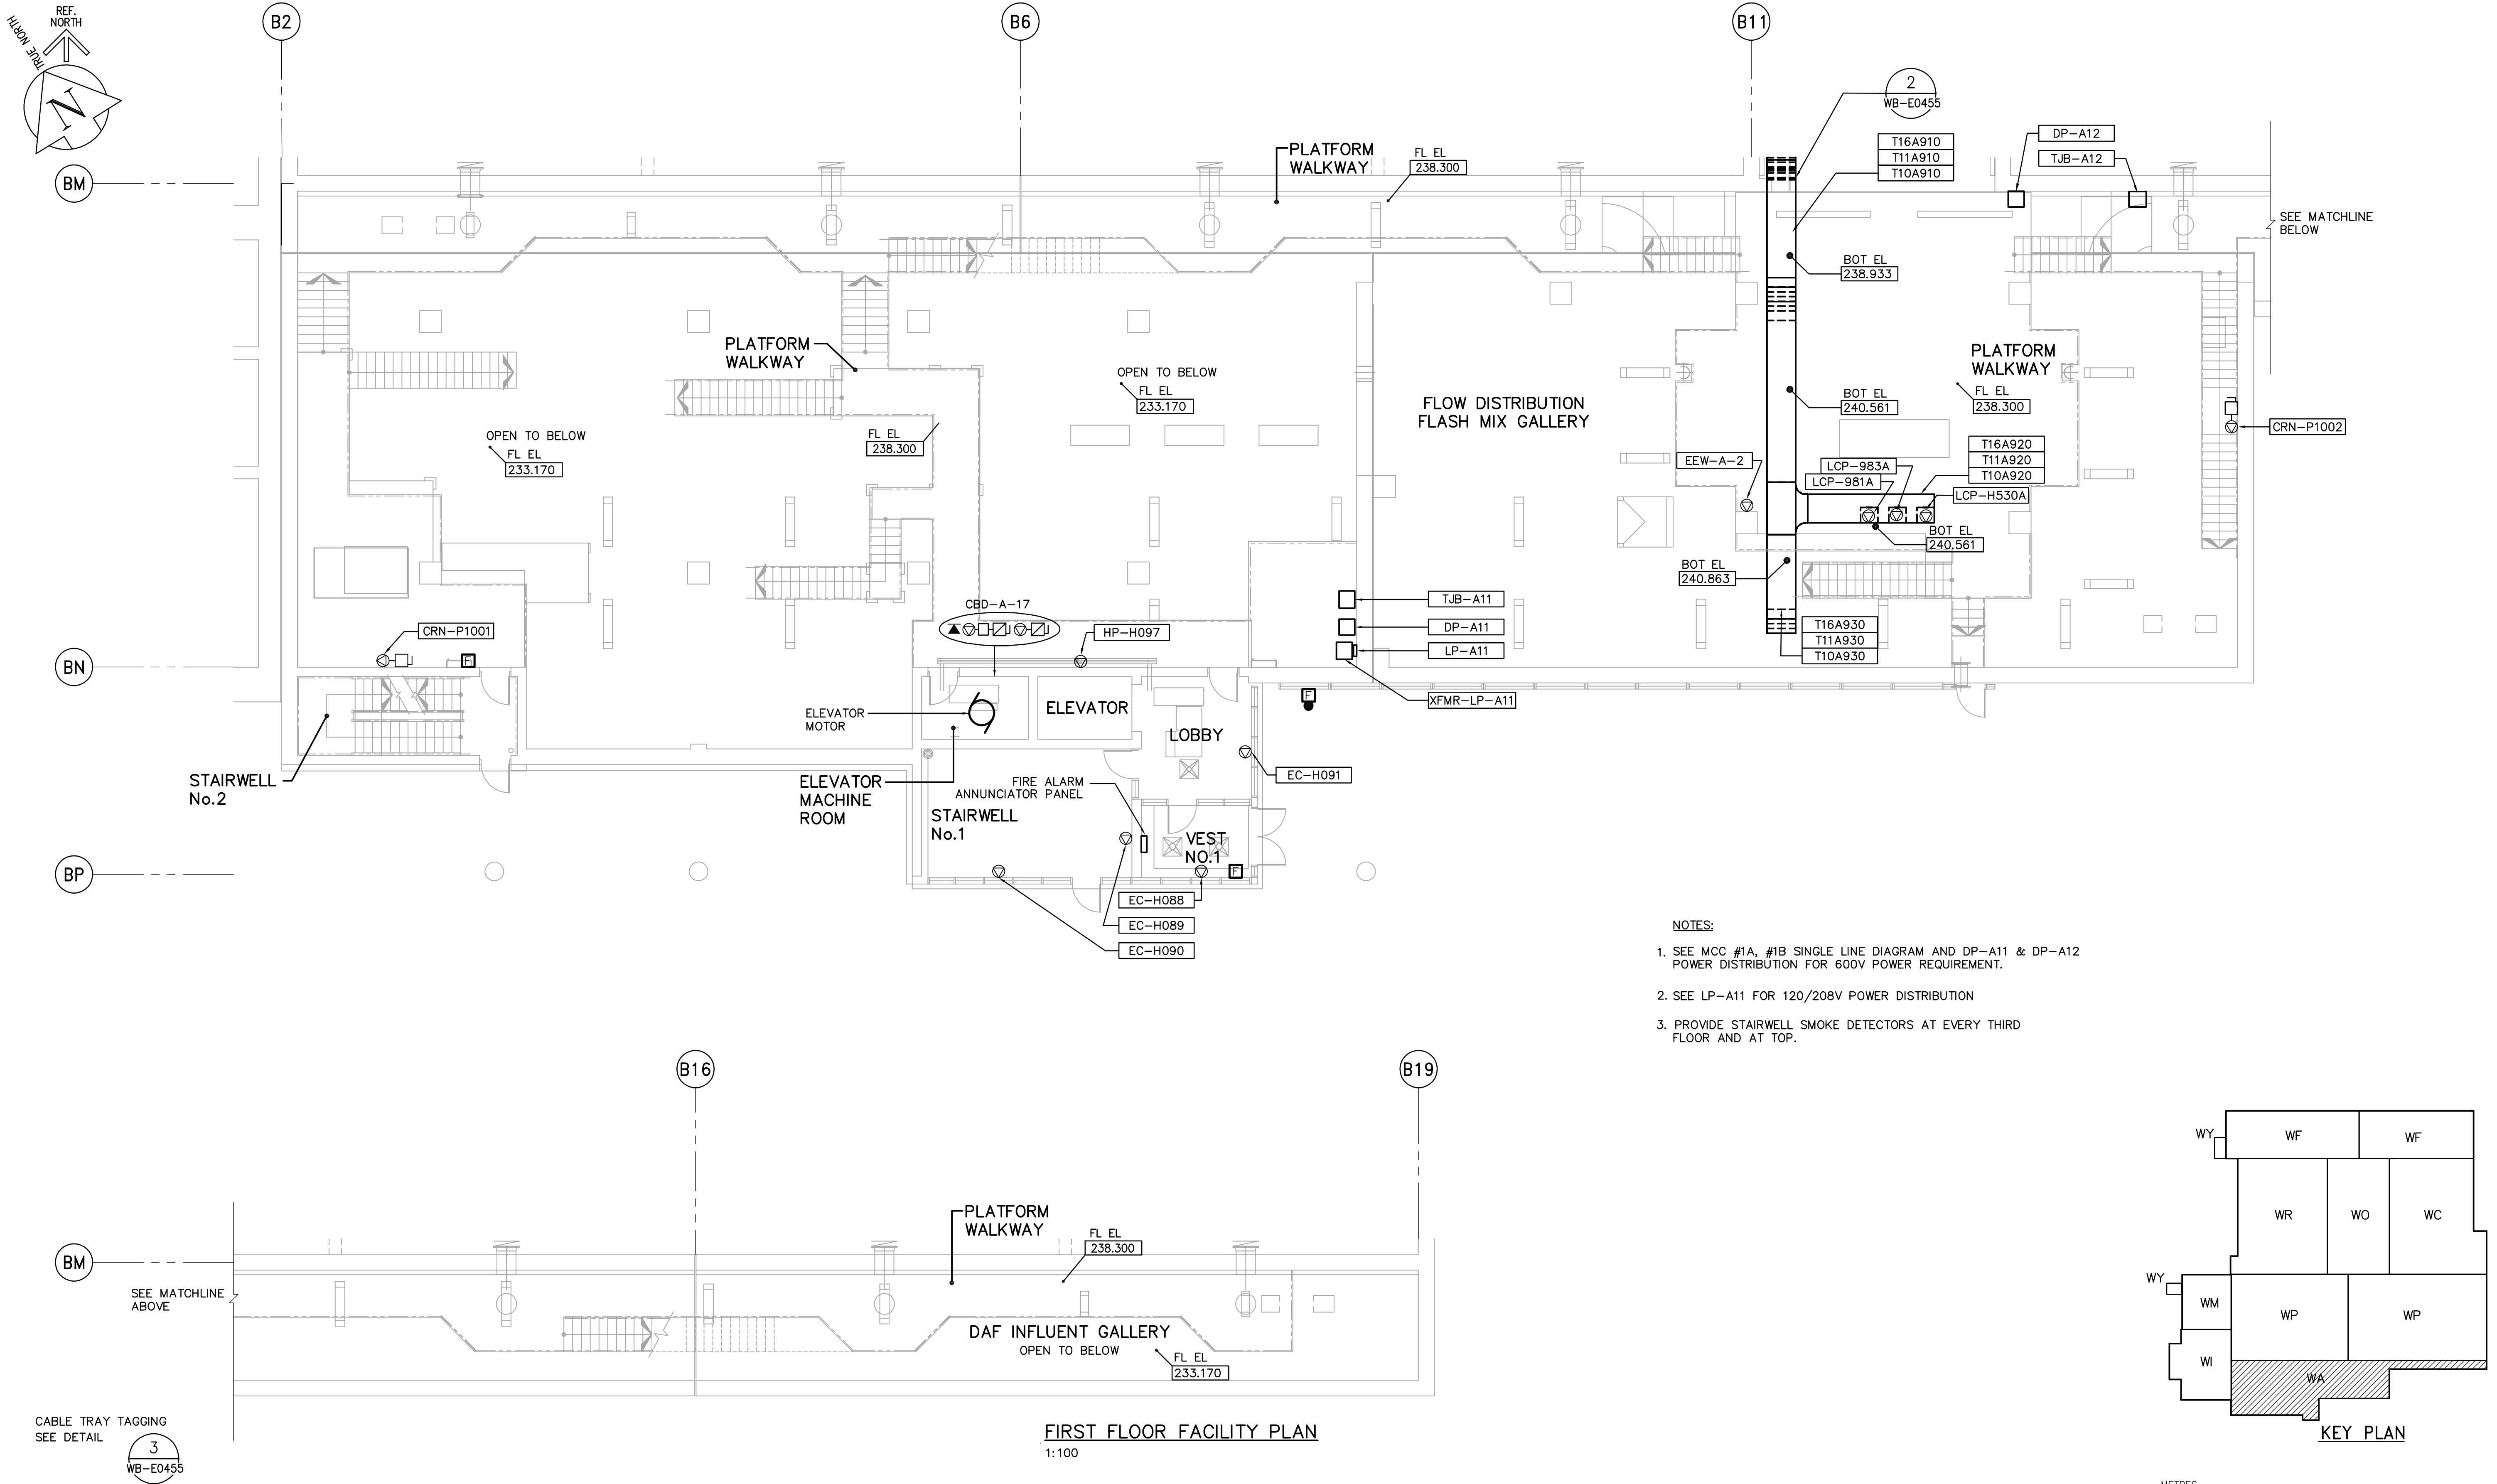 REF.
NORTH
TRUE NORTH
N
B2
B6
B11
2
WB-E0455
BM
PLATFORM
WALKWAY
FL EL
238.300
T16A910
T11A910
T10A910
DP-A12
TJB-A12
SEE MATCHLINE
BELOW
BOT EL
238.933
PLATFORM
WALKWAY
OPEN TO BELOW
FL EL
233.170
PLATFORM
WALKWAY
FL EL
238.300
BOT EL
240.561
FLOW DISTRIBUTION
FLASH MIX GALLERY
CRN-P1002
OPEN TO BELOW
FL EL
233.170
FL EL
238.300
T16A920
T11A920
T10A920
EEW-A-2
LCP-983A
LCP-981A
LCP-H530A
BOT EL
240.561
BOT EL
240.863
CBD-A-17
TJB-A11
DP-A11
LP-A11
XFMR-LP-A11
T16A930
T11A930
T10A930
CRN-P1001
F
HP-H097
BN
F
ELEVATOR
MOTOR
ELEVATOR
LOBBY
STAIRWELL
No.2
ELEVATOR
MACHINE
ROOM
FIRE ALARM
ANNUNCIATOR PANEL
EC-H091
STAIRWELL
No.1
VEST
NO.1
F
BP
EC-H088
EC-H089
EC-H090
NOTES:
1. SEE MCC #1A, #1B SINGLE LINE DIAGRAM AND DP-A11 & DP-A12
POWER DISTRIBUTION FOR 600V POWER REQUIREMENT.
2. SEE LP-A11 FOR 120/208V POWER DISTRIBUTION
3. PROVIDE STAIRWELL SMOKE DETECTORS AT EVERY THIRD
FLOOR AND AT TOP.
B16
B19
BM
PLATFORM
WALKWAY
FL EL
238.300
SEE MATCHLINE
ABOVE
DAF INFLUENT GALLERY
OPEN TO BELOW
FL EL
233.170
CABLE TRAY TAGGING
SEE DETAIL
3
WB-E0455
FIRST FLOOR FACILITY PLAN
1:100
WY
WF
WF
WR
WO
WC
WY
WM
WP
WP
WI
WA
KEY PLAN
METRES